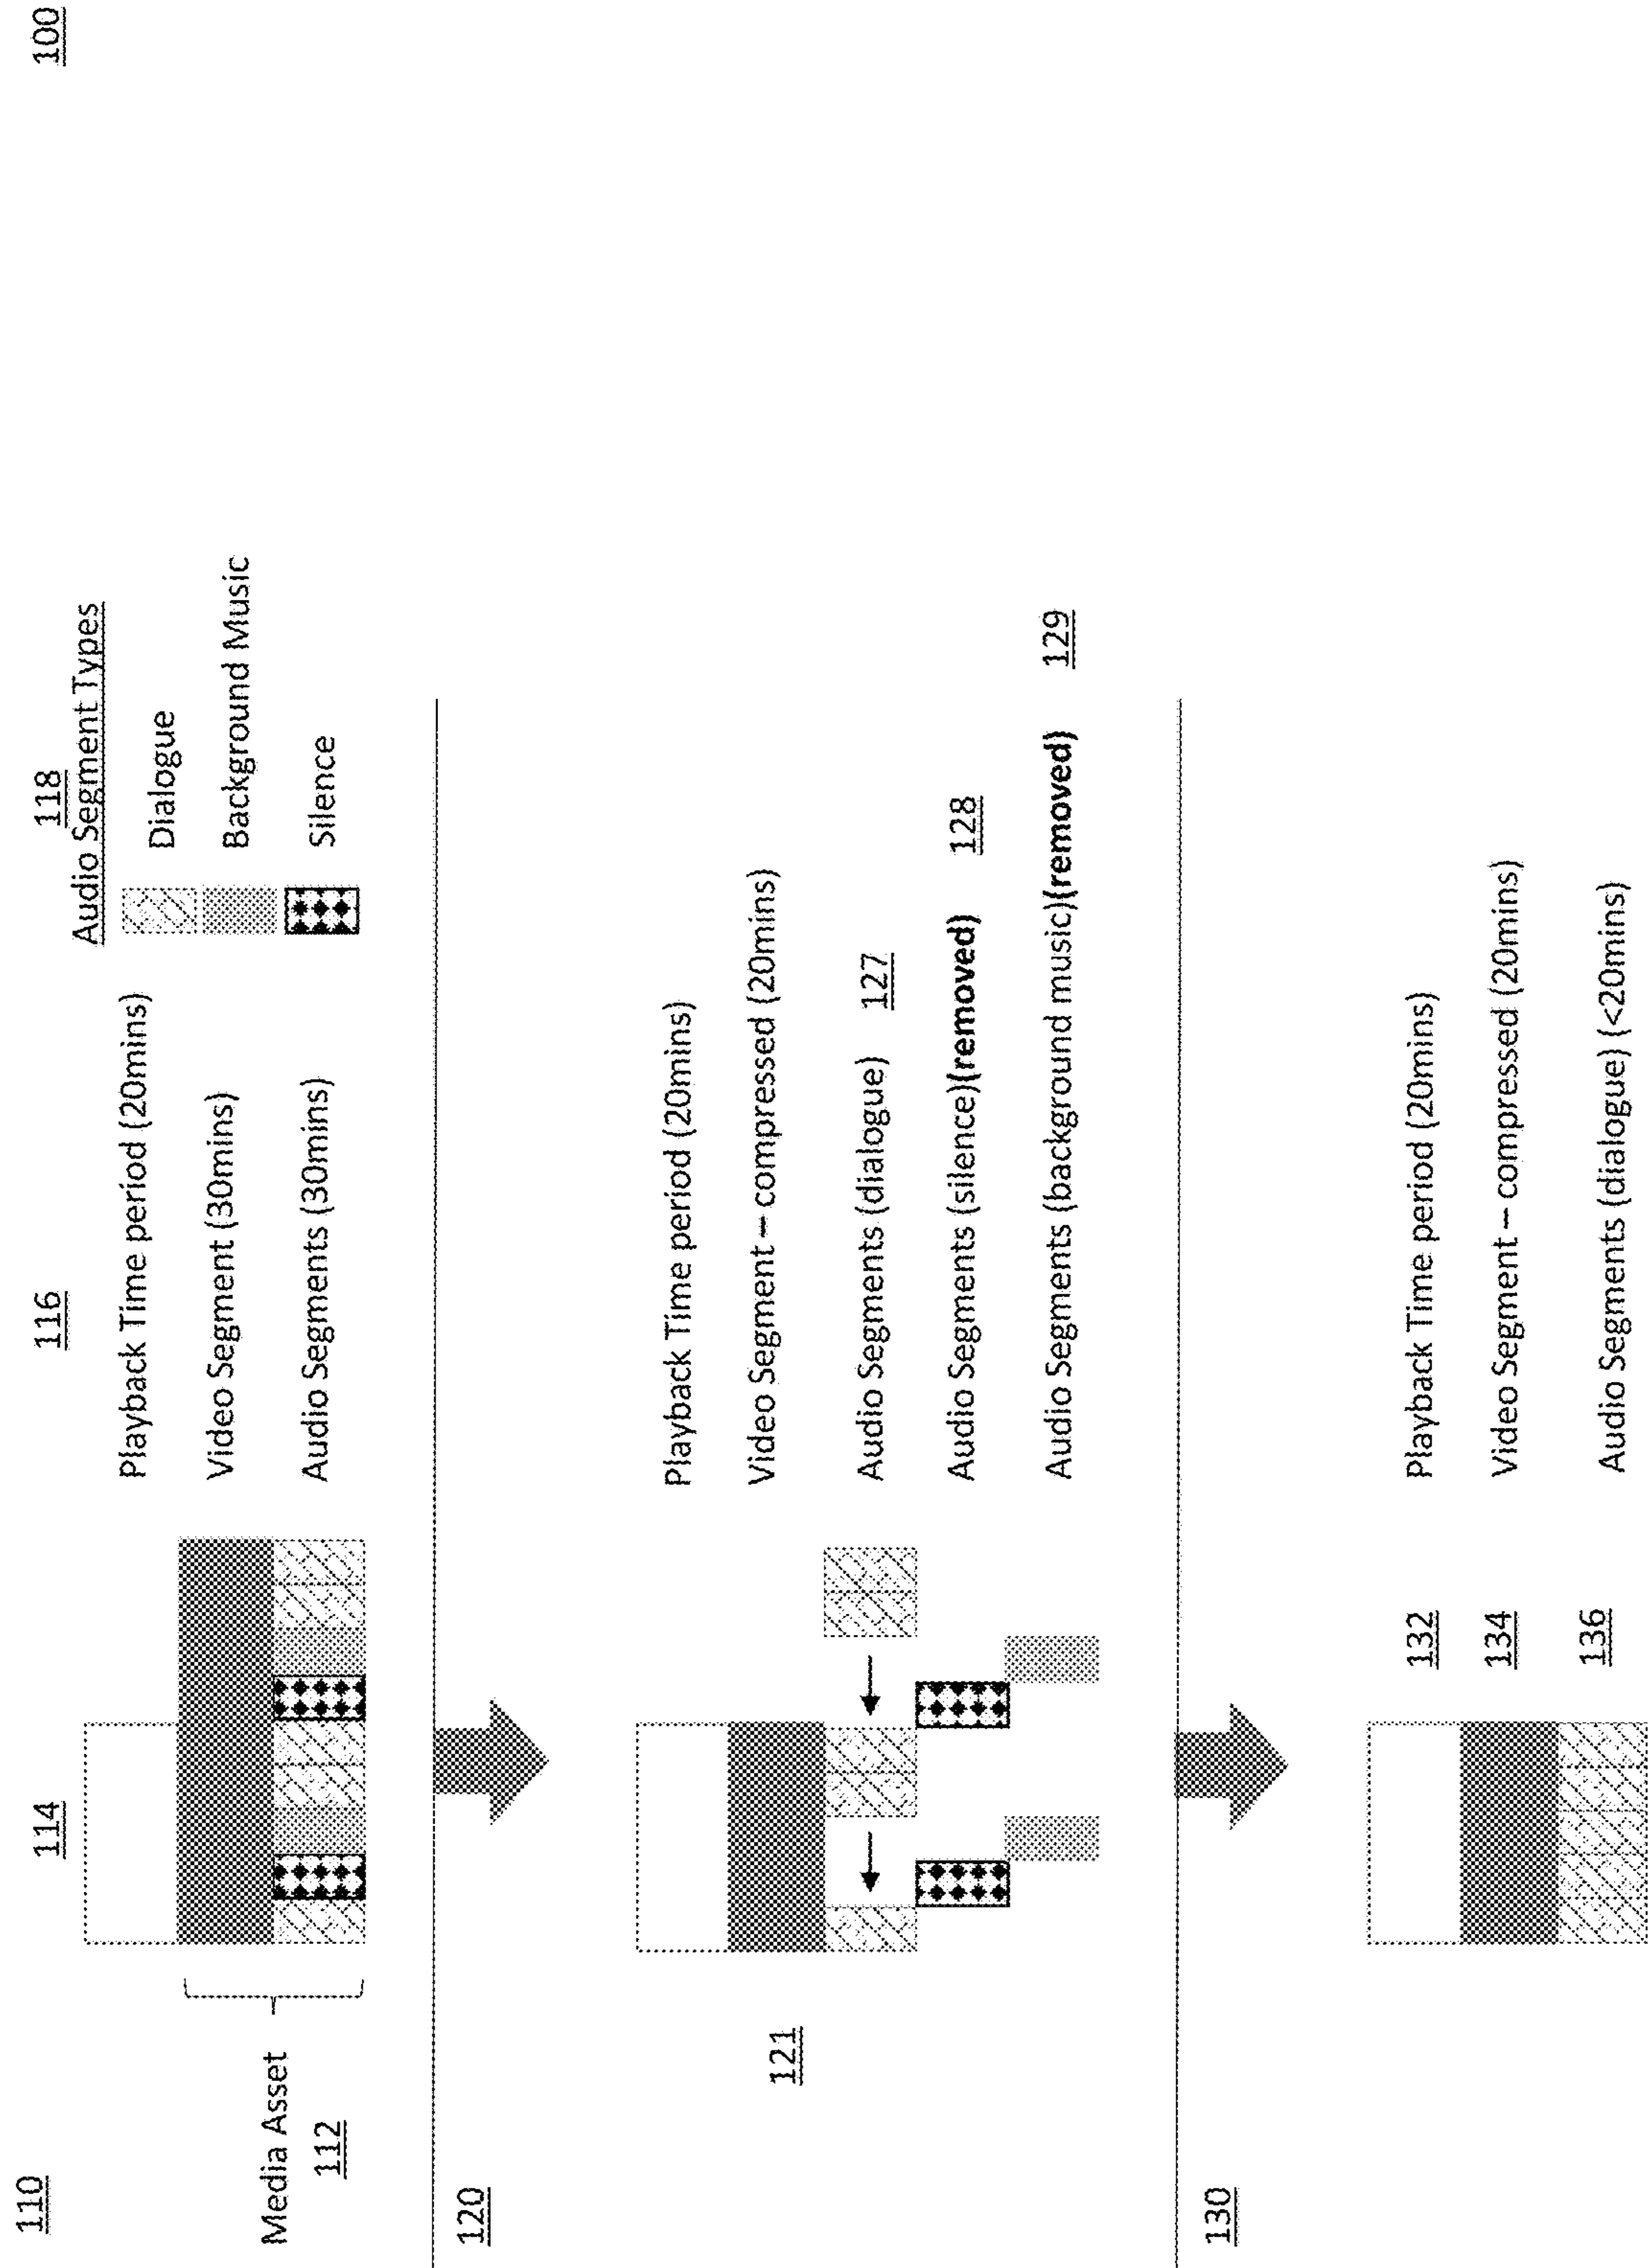 100
110
114
116
118
Audio Segment Types
Playback Time period (20mins)
Dialogue
Video Segment (30mins)
Background Music
Media Asset
112
Audio Segments (30mins)
Silence
120
Playback Time period (20mins)
121
Video Segment – compressed (20mins)
Audio Segments (dialogue) 127
Audio Segments (silence)(removed) 128
Audio Segments (background music)(removed) 129
130
132
Playback Time period (20mins)
134
Video Segment – compressed (20mins)
136
Audio Segments (dialogue) (<20mins)